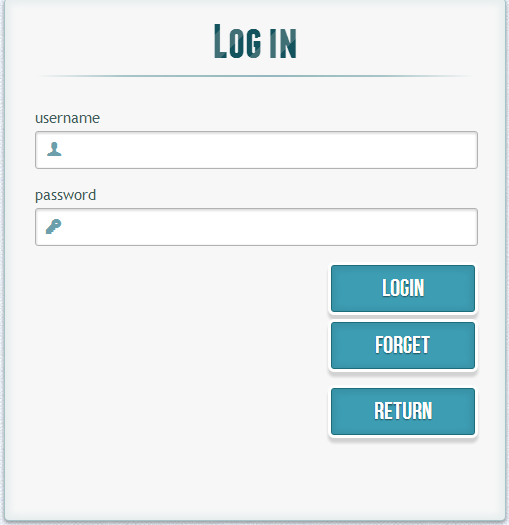 Log in
username
password
LOGIN
FORGET
RETURN